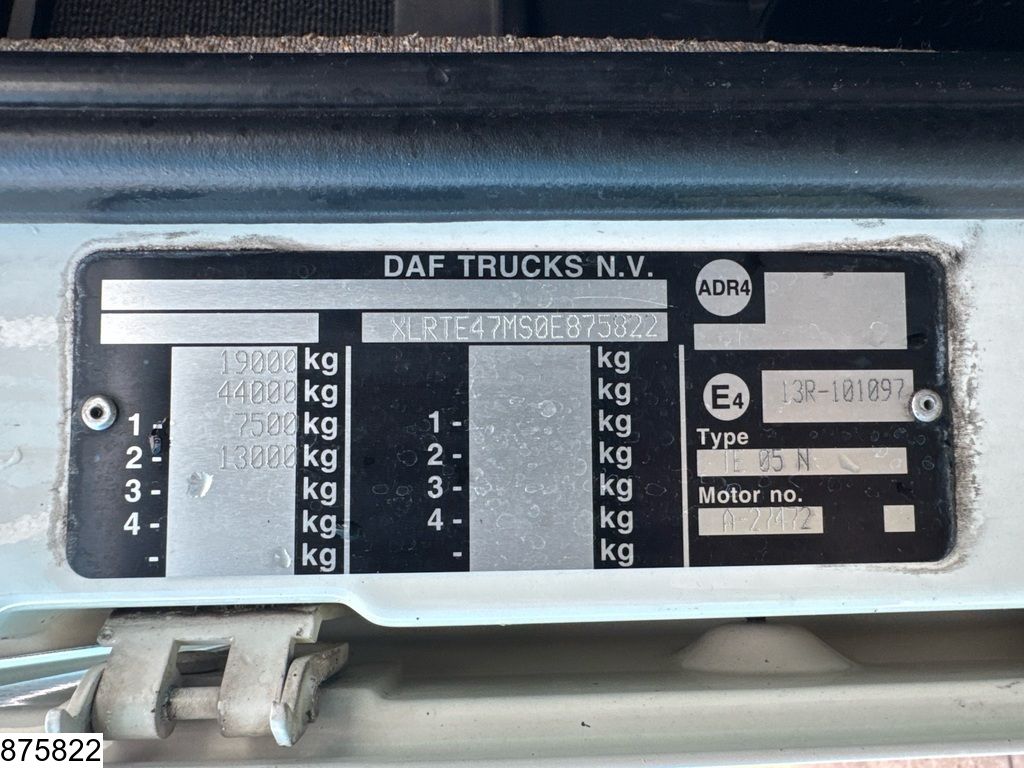 DAF TRUCKS N.V.
ADR4
XLRTE47MS0E875822
19000 kg kg
44000 kg kg
1- 7500 kg 1- kg
2- 13000 kg 2- kg
3- kg 3- kg
4- kg 4- kg
- kg - kg
E4 13R-101097
Type
TE 05 N
Motor no.
A-27472
875822